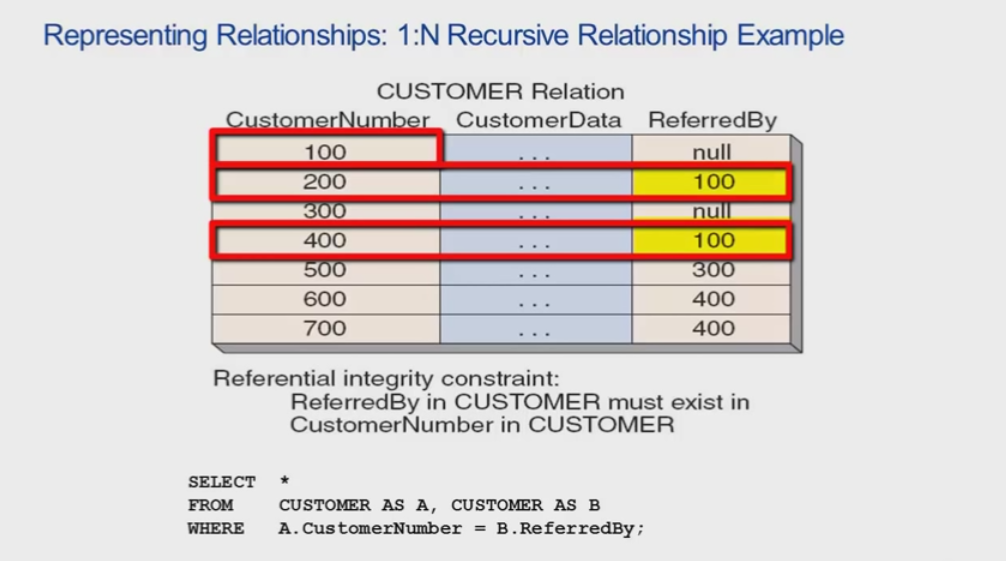 Representing Relationships: 1:N Recursive Relationship Example
CUSTOMER Relation
CustomerNumber CustomerData ReferredBy
100 ... null
200 ... 100
300 ... null
400 ... 100
500 ... 300
600 ... 400
700 ... 400
Referential integrity constraint:
ReferredBy in CUSTOMER must exist in
CustomerNumber in CUSTOMER
SELECT *
FROM CUSTOMER AS A, CUSTOMER AS B
WHERE A.CustomerNumber = B.ReferredBy;